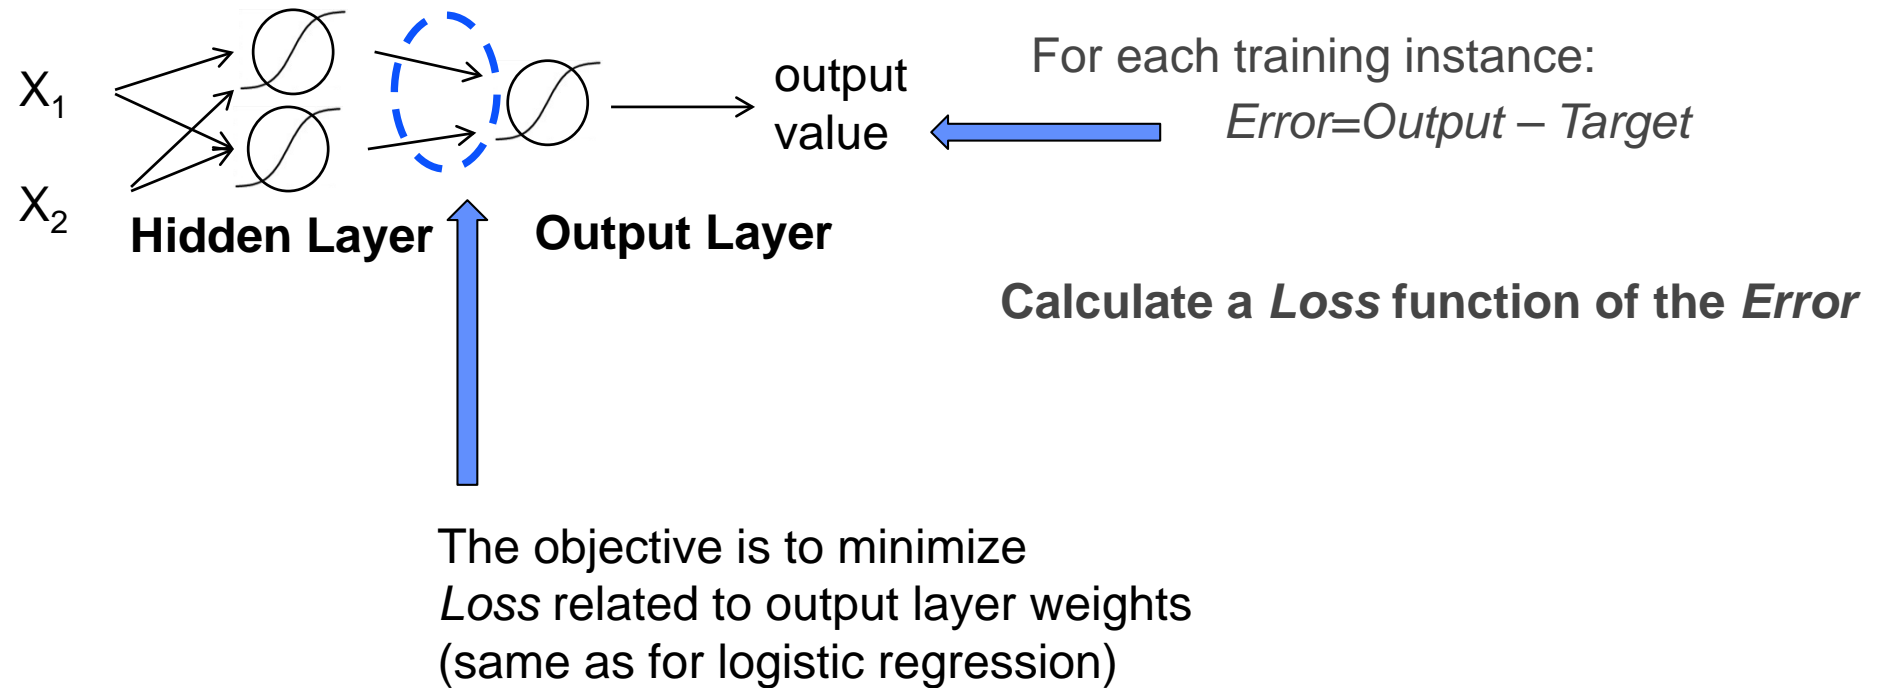 X₁
X₂
Hidden Layer
Output Layer
output
value
For each training instance:
Error=Output – Target
Calculate a Loss function of the Error
The objective is to minimize
Loss related to output layer weights
(same as for logistic regression)